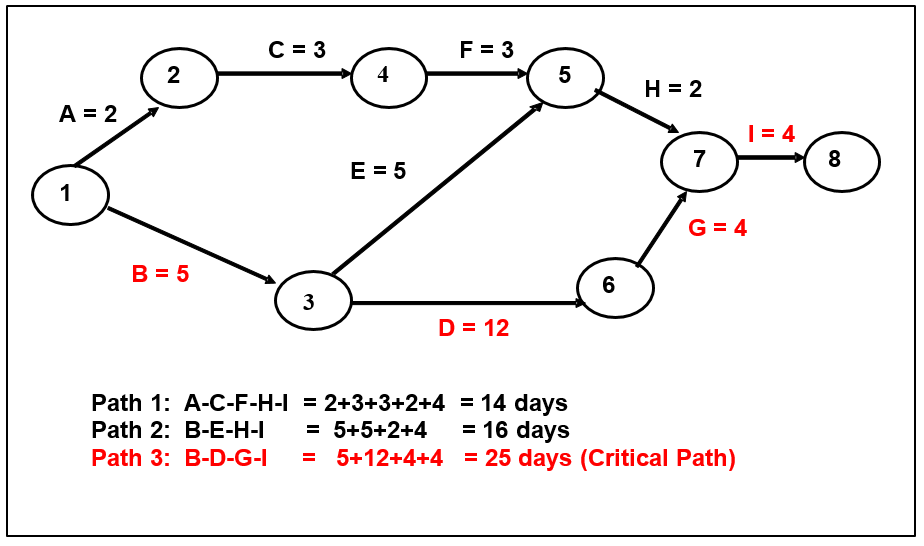 C = 3
F = 3
2
4
5
H = 2
A = 2
I = 4
7
8
E = 5
1
G = 4
B = 5
6
3
D = 12
Path 1: A-C-F-H-I = 2+3+3+2+4 = 14 days
Path 2: B-E-H-I = 5+5+2+4 = 16 days
Path 3: B-D-G-I = 5+12+4+4 = 25 days (Critical Path)